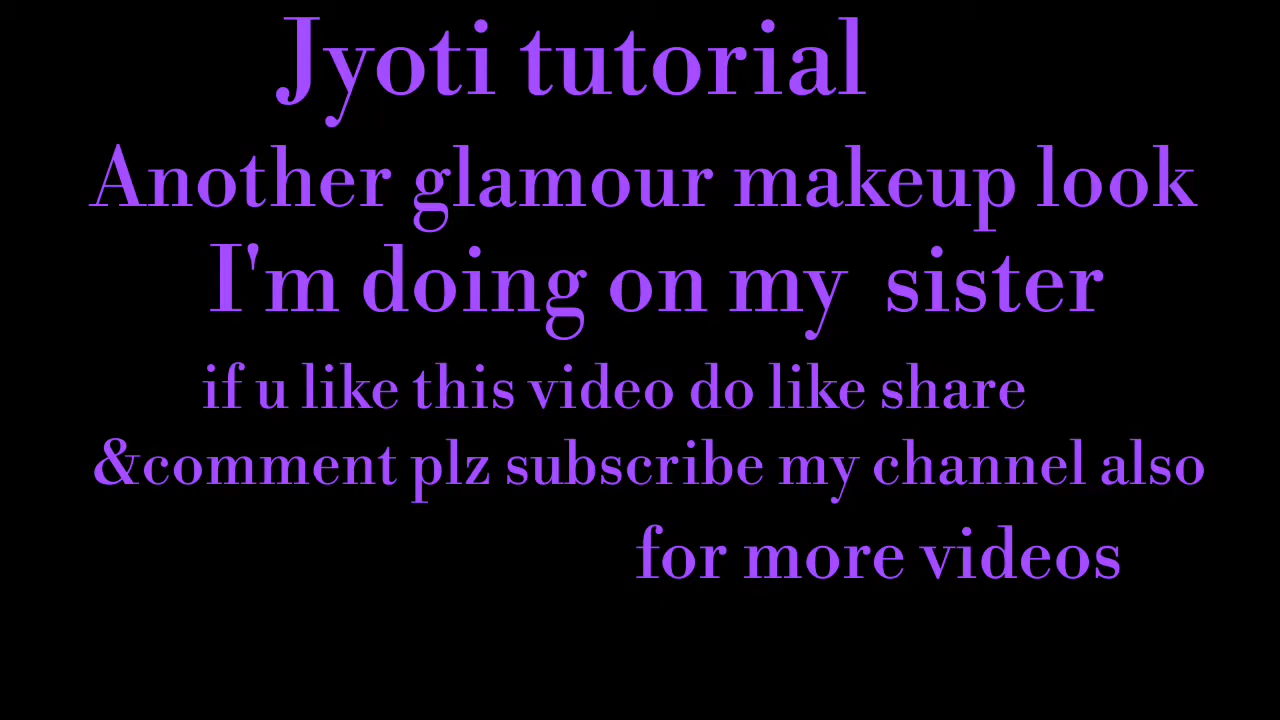 Jyoti tutorial
Another glamour makeup look
I'm doing on my sister
if u like this video do like share
&comment plz subscribe my channel also
for more videos